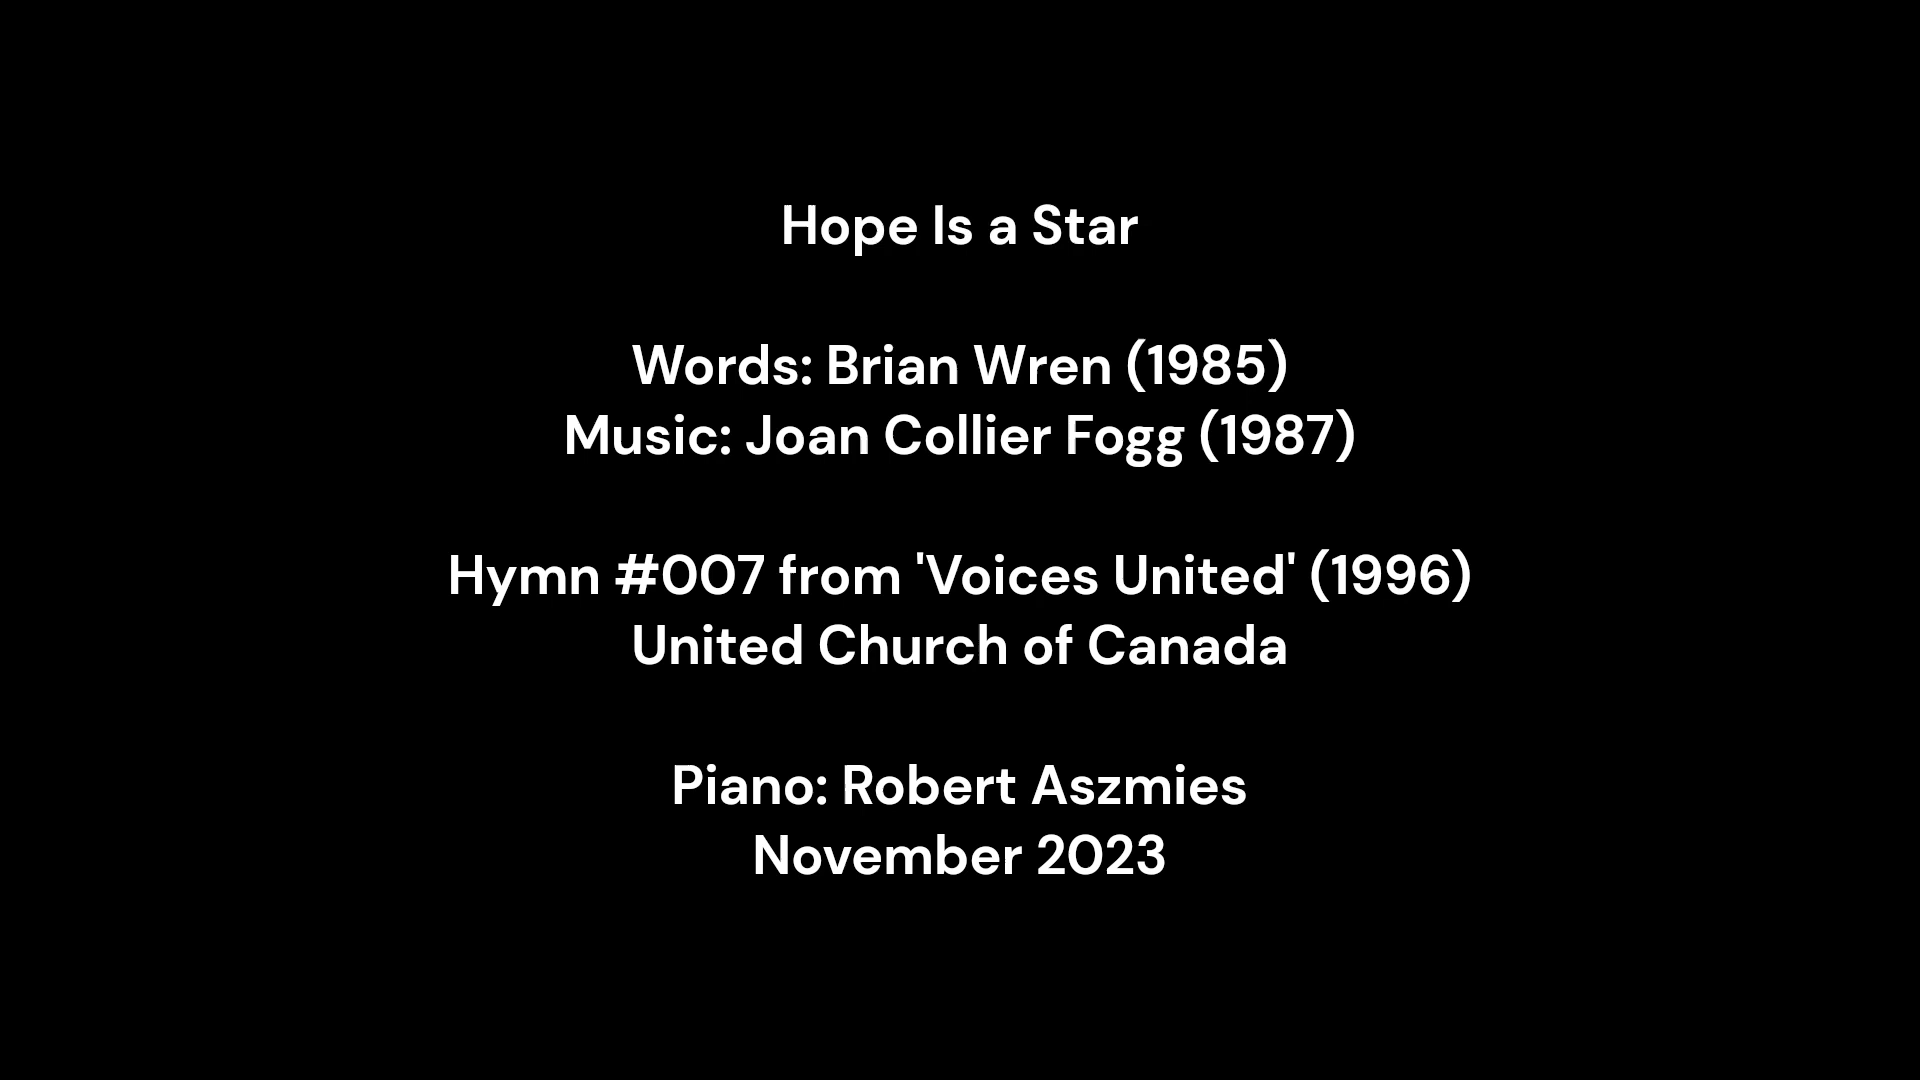 Hope Is a Star
Words: Brian Wren (1985)
Music: Joan Collier Fogg (1987)
Hymn #007 from 'Voices United' (1996)
United Church of Canada
Piano: Robert Aszmies
November 2023